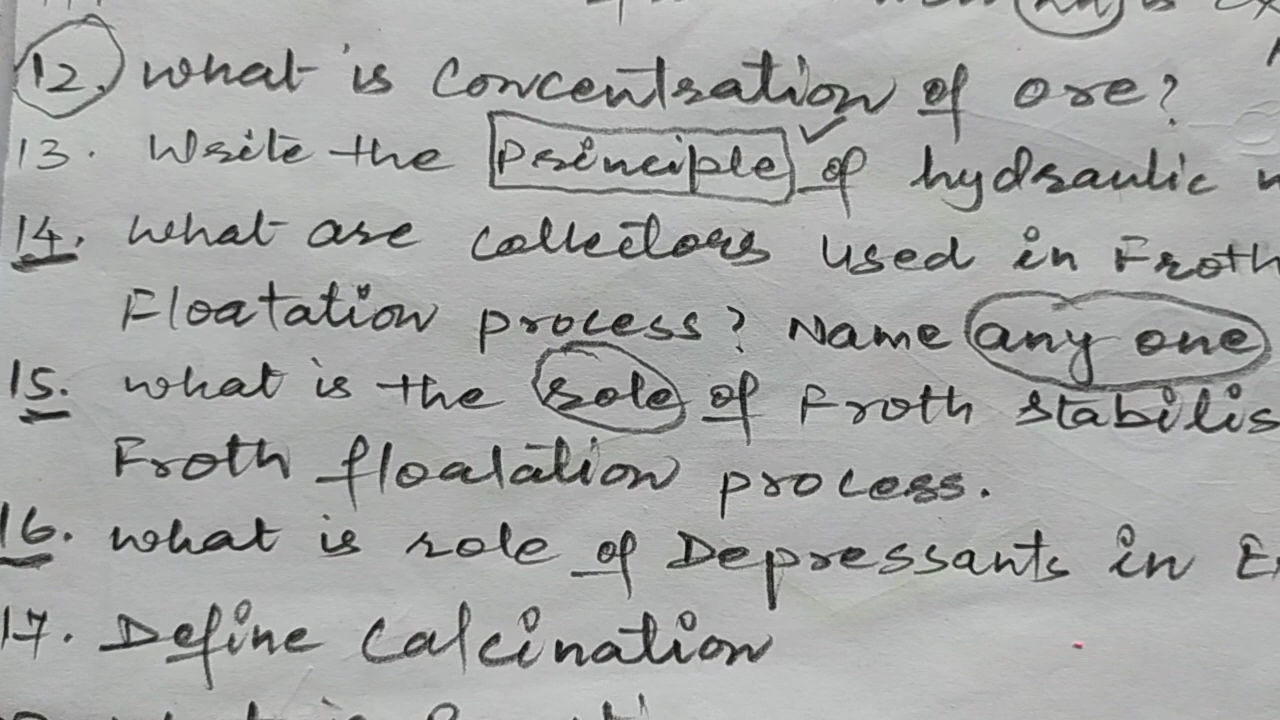 12. What is Concentration of ore?
13. Write the principle of hydraulic
14. What are collectors used in Froth
Floatation process? Name any one
15. what is the role of Froth stabilis
Froth floatation process.
16. what is role of Depressants in
17. Define Calcination